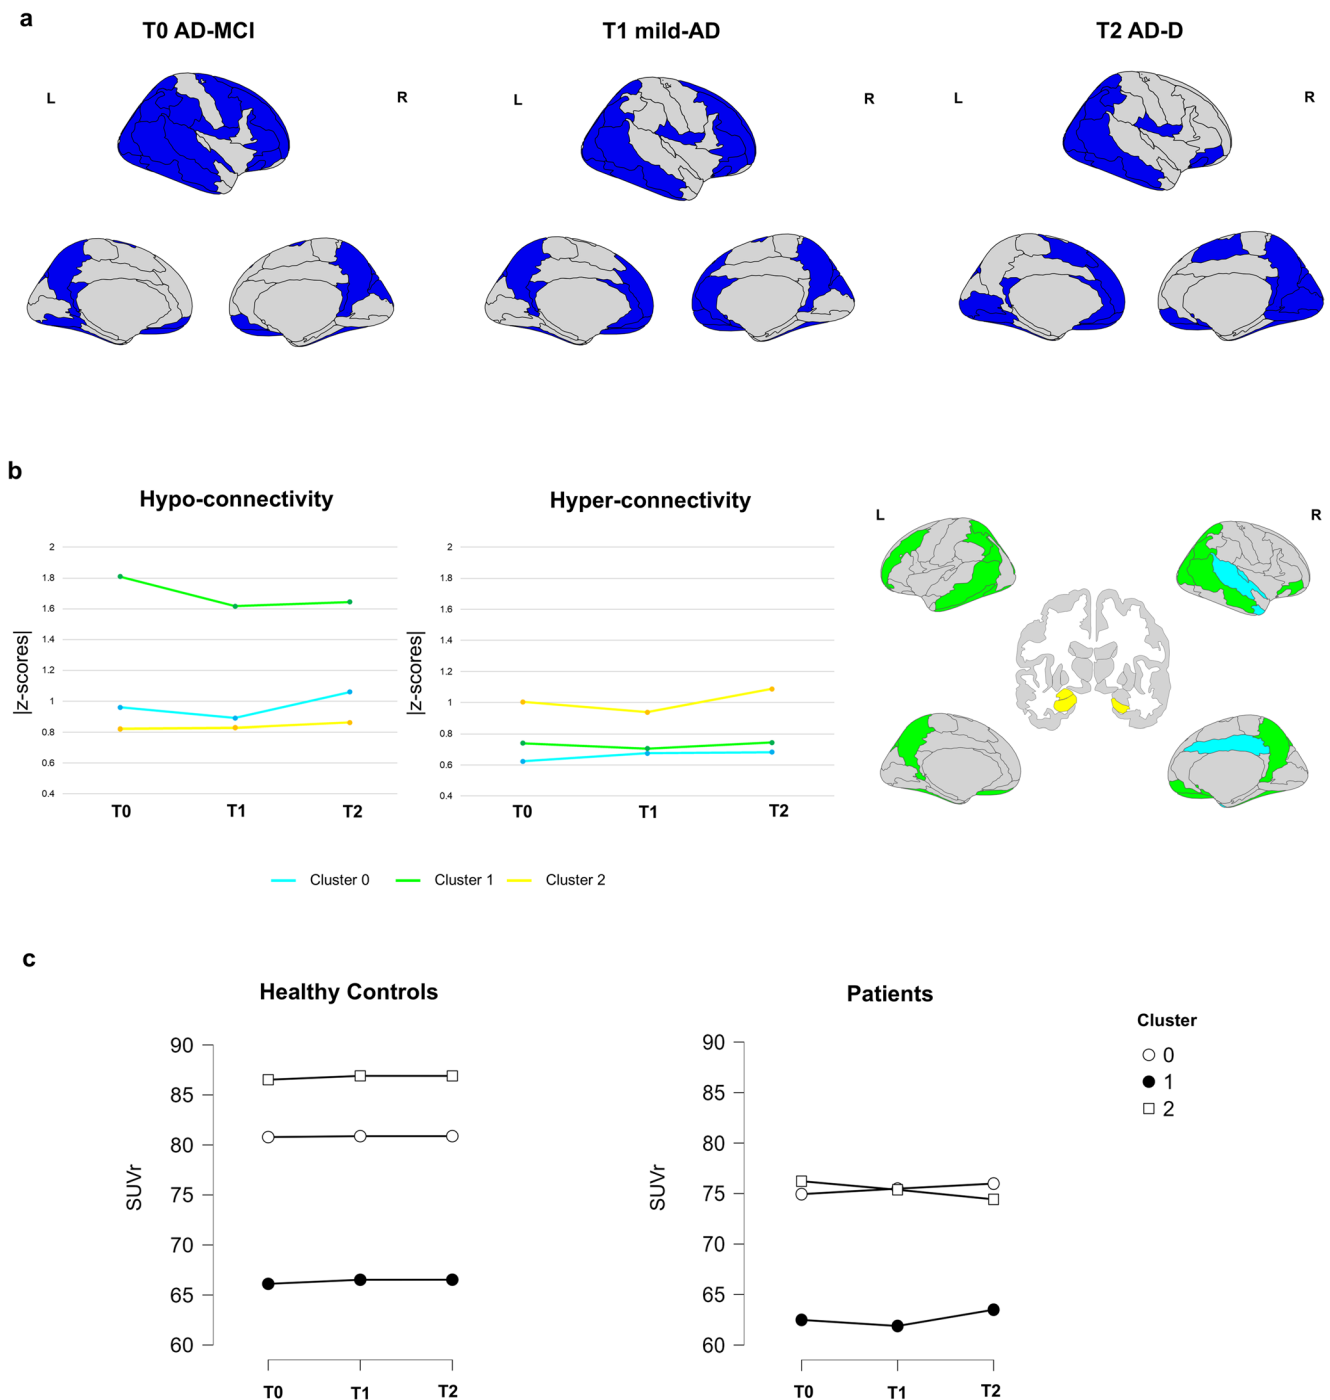 a
T0 AD-MCI
T1 mild-AD
T2 AD-D
L
R
L
R
L
R
b
Hypo-connectivity
Hyper-connectivity
L
R
|z-scores|
2
1.8
1.6
1.4
1.2
1
0.8
0.6
0.4
T0
T1
T2
|z-scores|
2
1.8
1.6
1.4
1.2
1
0.8
0.6
0.4
T0
T1
T2
Cluster 0
Cluster 1
Cluster 2
c
Healthy Controls
SUVr
90
85
80
75
70
65
60
T0
T1
T2
Patients
SUVr
90
85
80
75
70
65
60
T0
T1
T2
Cluster
0
1
2